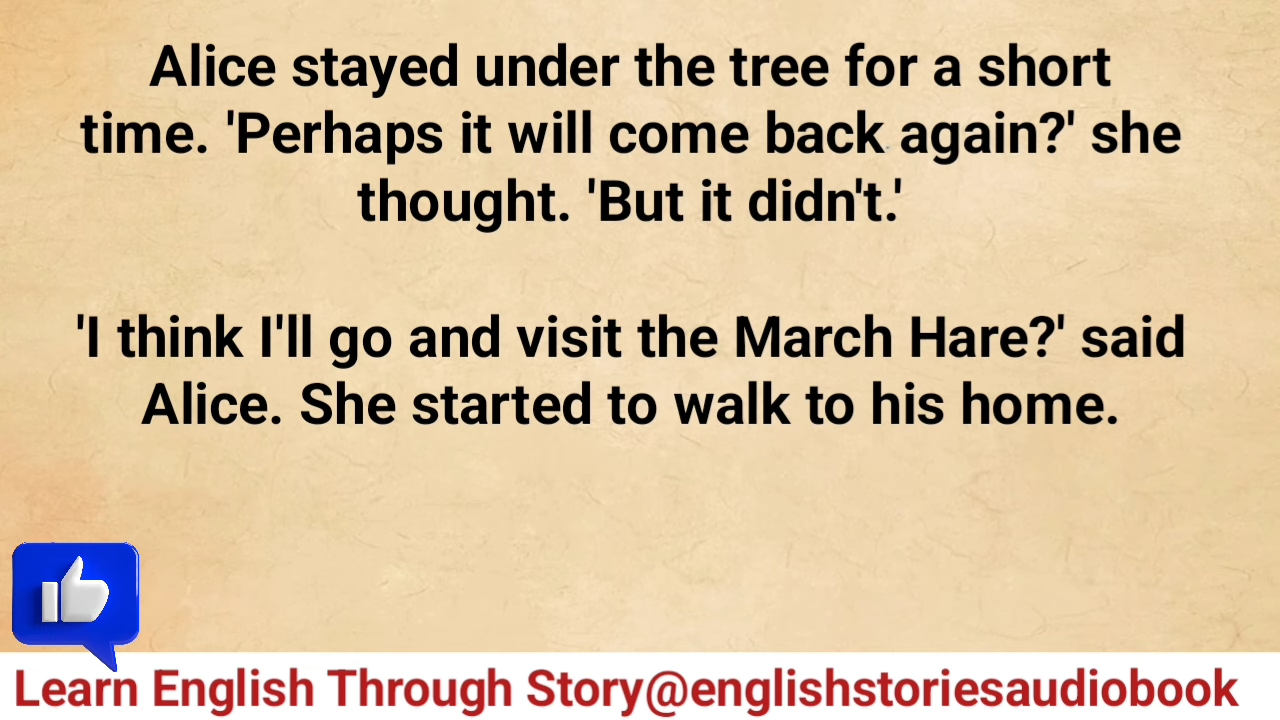 Alice stayed under the tree for a short
time. 'Perhaps it will come back again?' she
thought. 'But it didn't.'
'I think I'll go and visit the March Hare?' said
Alice. She started to walk to his home.
Learn English Through Story@englishstoriesaudiobook